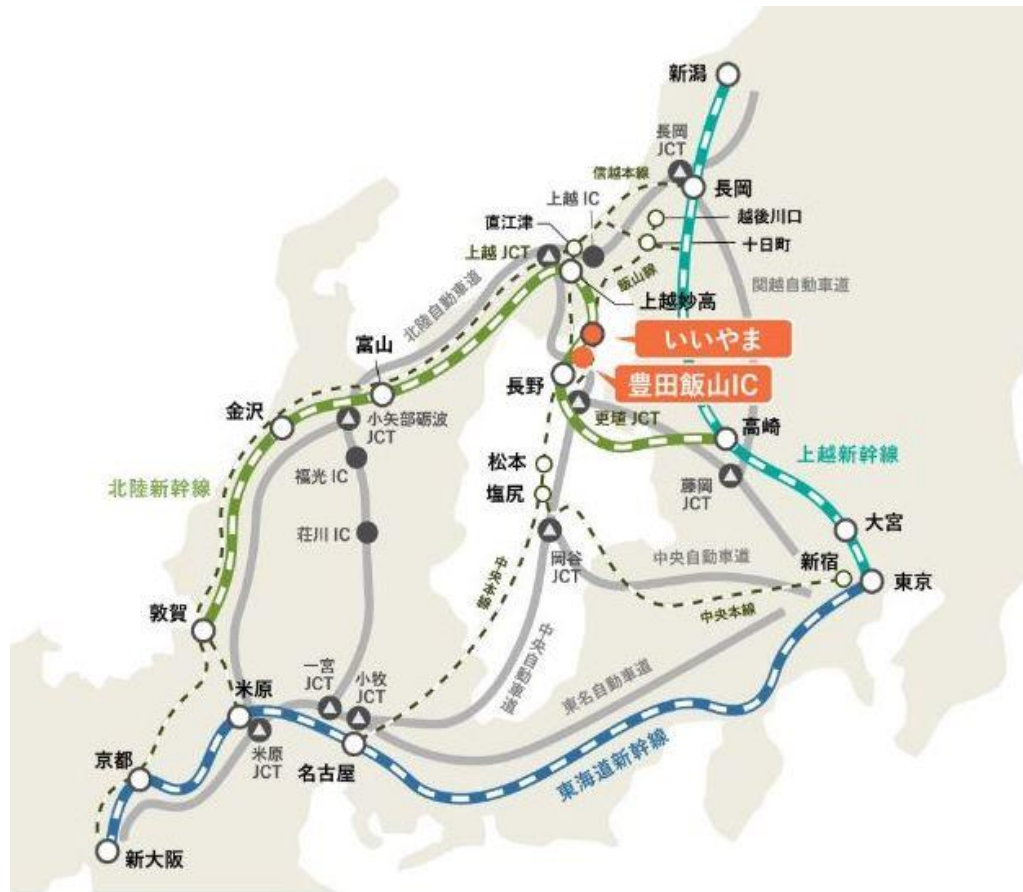 新潟
長岡
JCT
信越本線
長岡
上越 IC
越後川口
直江津
十日町
上越 JCT
飯山線
関越自動車道
北陸自動車道
上越妙高
いいやま
富山
豊田飯山IC
長野
金沢
小矢部砺波
JCT
更埴 JCT
高崎
上越新幹線
松本
福光 IC
北陸新幹線
塩尻
藤岡
JCT
大宮
荘川 IC
岡谷
JCT
中央自動車道
新宿
東京
中央本線
中央本線
敦賀
中央自動車道
一宮
JCT
小牧
JCT
東名自動車道
米原
京都
米原
JCT
名古屋
東海道新幹線
新大阪